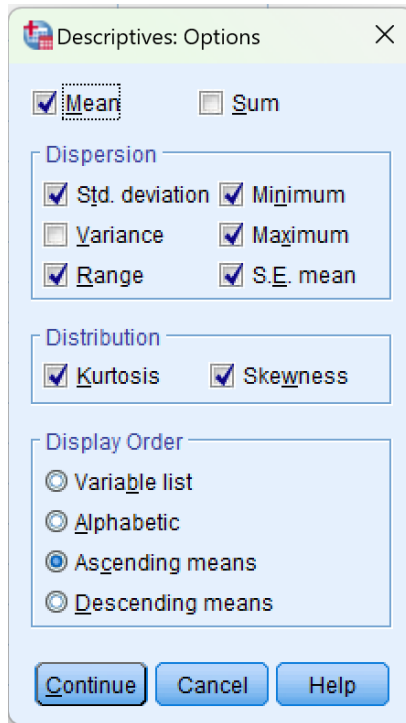 Descriptives: Options
Mean Sum
Dispersion
Std. deviation Minimum
Variance Maximum
Range S.E. mean
Distribution
Kurtosis Skewness
Display Order
Variable list
Alphabetic
Ascending means
Descending means
Continue Cancel Help